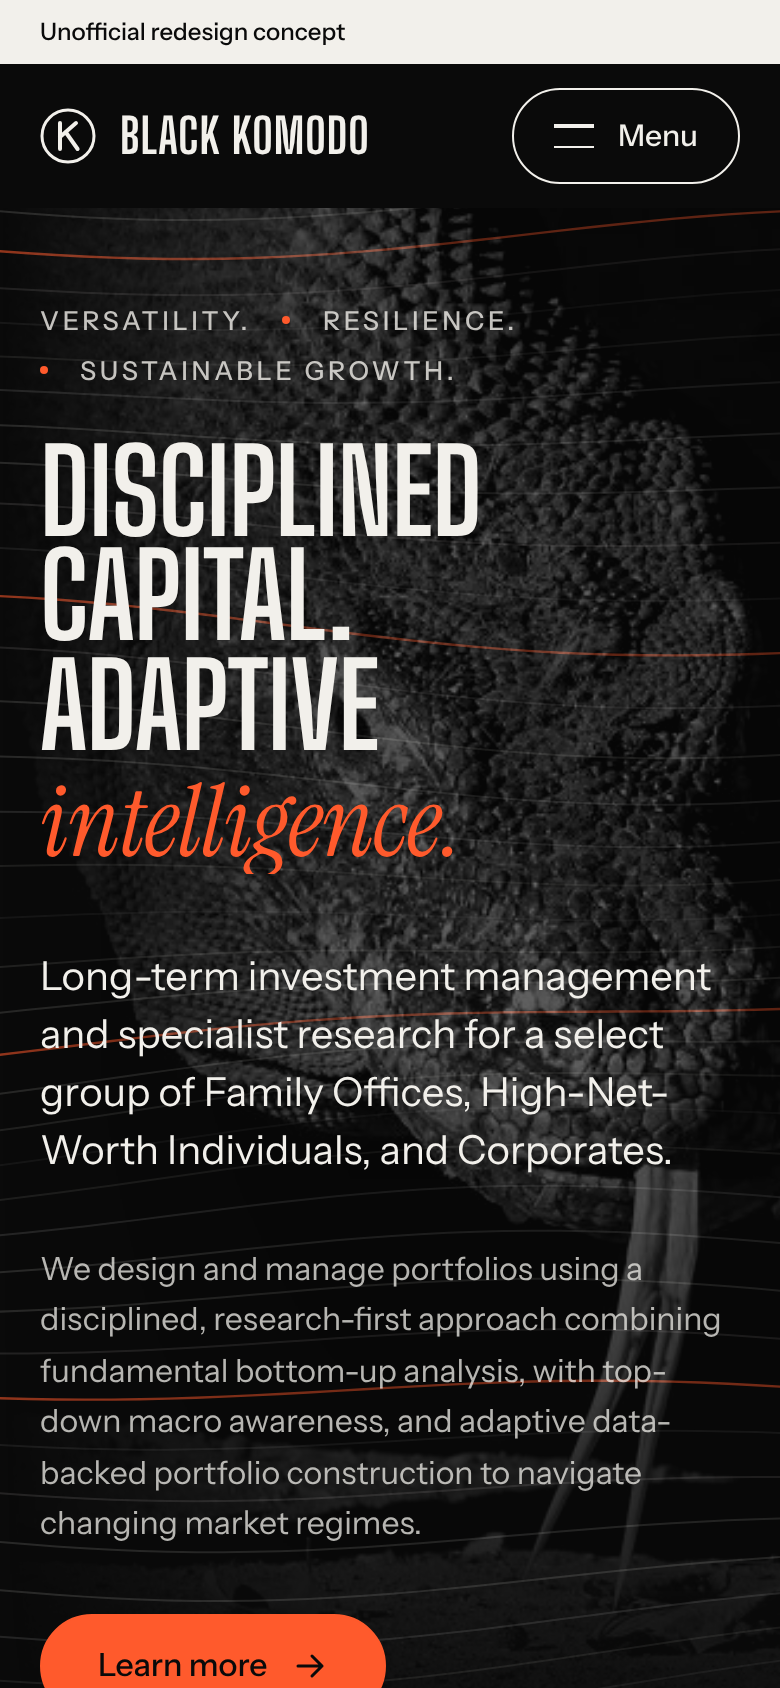 Unofficial redesign concept
BLACK KOMODO
Menu
VERSATILITY. • RESILIENCE.
• SUSTAINABLE GROWTH.
DISCIPLINED
CAPITAL.
ADAPTIVE
intelligence.
Long-term investment management
and specialist research for a select
group of Family Offices, High-Net-
Worth Individuals, and Corporates.
We design and manage portfolios using a
disciplined, research-first approach combining
fundamental bottom-up analysis, with top-
down macro awareness, and adaptive data-
backed portfolio construction to navigate
changing market regimes.
Learn more →